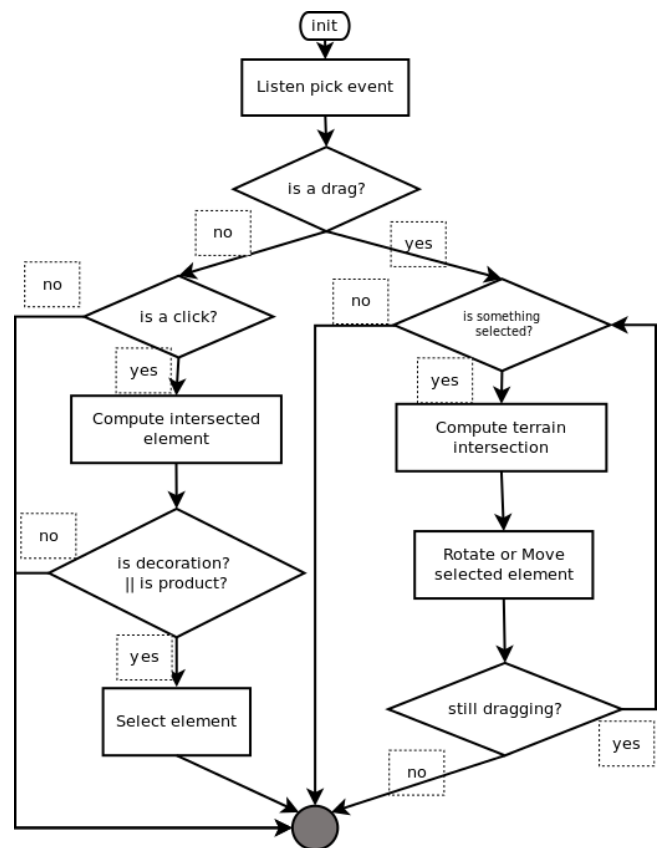 init
Listen pick event
is a drag?
no
yes
no
is a click?
no
is something
selected?
yes
yes
Compute intersected
element
Compute terrain
intersection
no
is decoration?
|| is product?
Rotate or Move
selected element
yes
Select element
still dragging?
yes
no